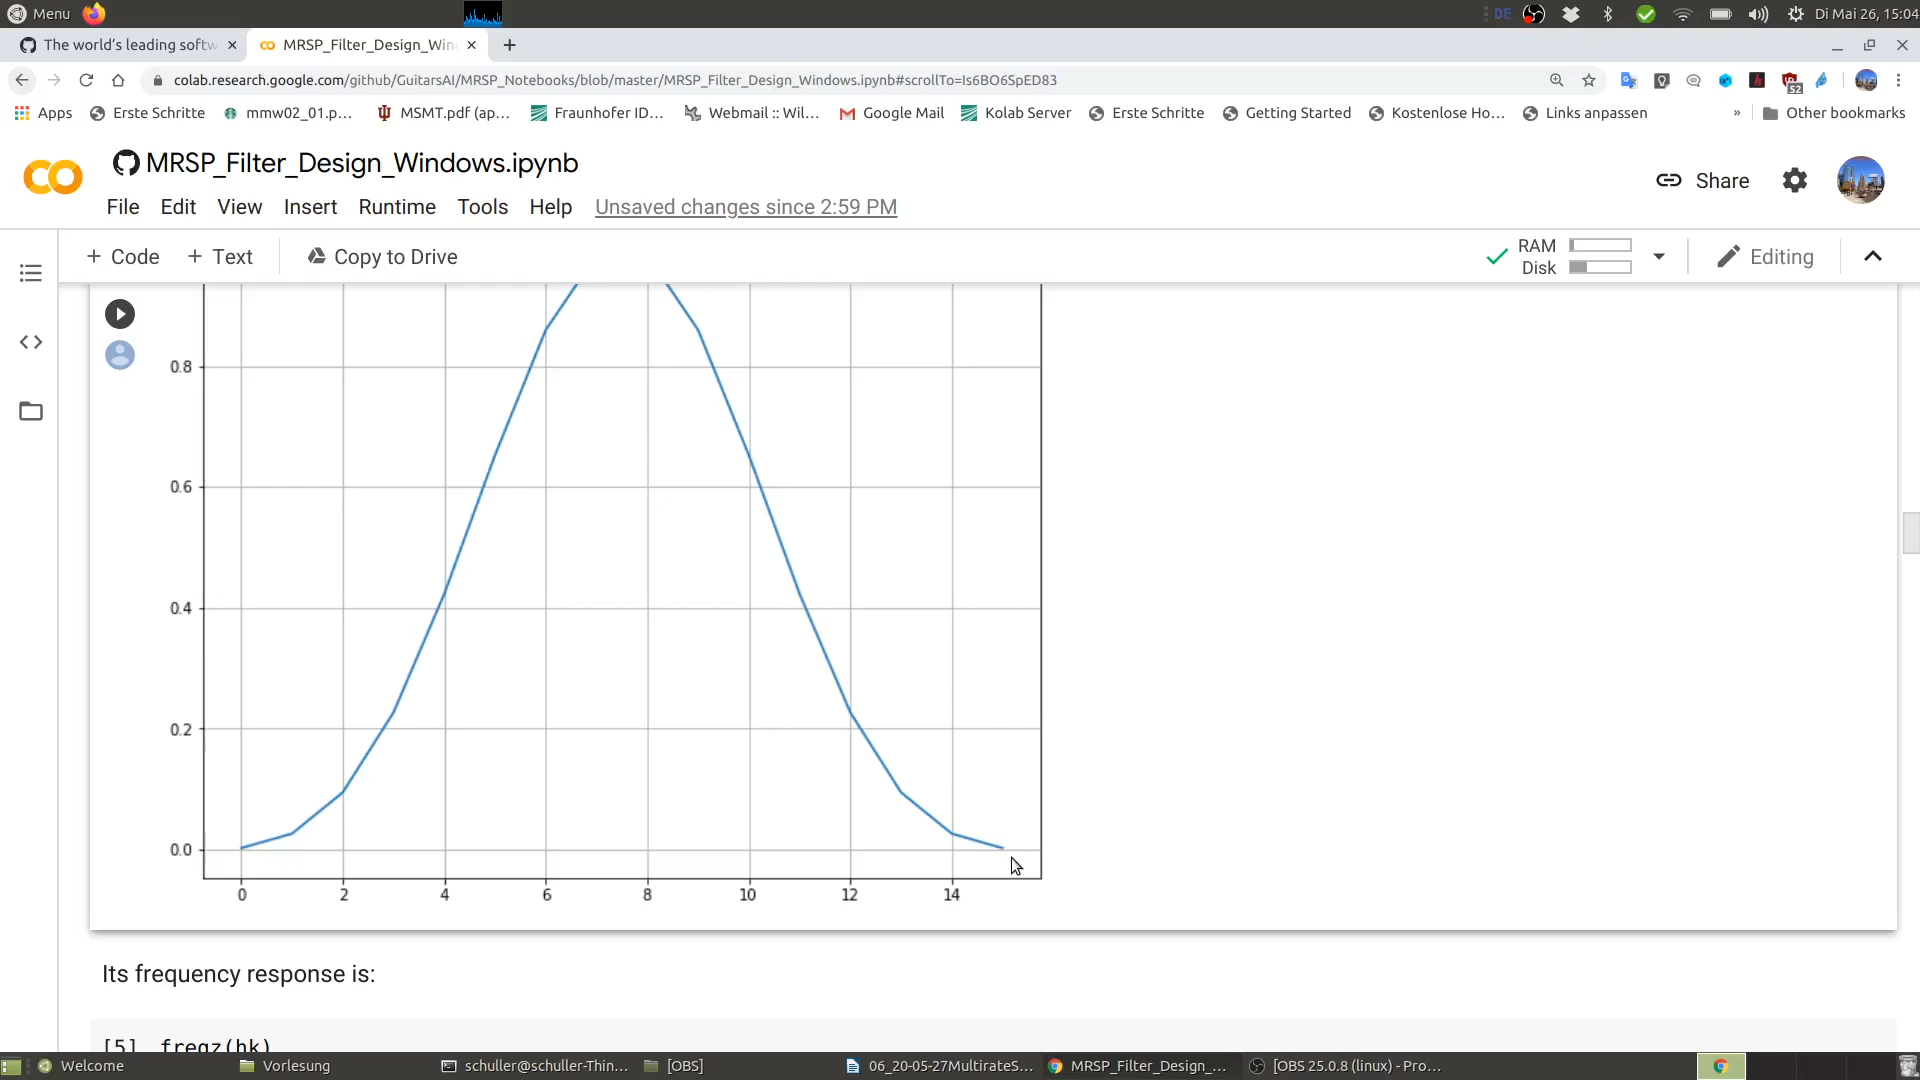 Menu
DE
Di Mai 26, 15:04
The world's leading softw
MRSP_Filter_Design_Win
colab.research.google.com/github/GuitarsAI/MRSP_Notebooks/blob/master/MRSP_Filter_Design_Windows.ipynb#scrollTo=Is6BO6SpED83
52
Apps
Erste Schritte
mmw02_01.p...
MSMT.pdf (ap...
Fraunhofer ID...
Webmail :: Wil...
Google Mail
Kolab Server
Erste Schritte
Getting Started
Kostenlose Ho...
Links anpassen
»
Other bookmarks
MRSP_Filter_Design_Windows.ipynb
Share
File Edit View Insert Runtime Tools Help Unsaved changes since 2:59 PM
+ Code + Text Copy to Drive
RAM
Disk
Editing
0.8
0.6
0.4
0.2
0.0
0 2 4 6 8 10 12 14
Its frequency response is:
[5] freqz(hk)
Welcome
Vorlesung
schuller@schuller-Thin...
[OBS]
06_20-05-27MultirateS...
MRSP_Filter_Design_...
[OBS 25.0.8 (linux) - Pro...